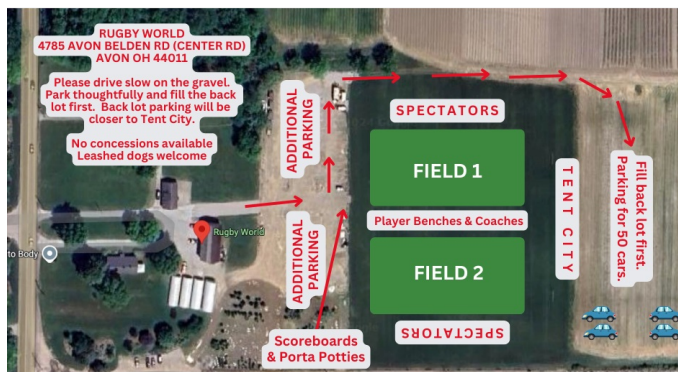 RUGBY WORLD
4785 AVON BELDEN RD (CENTER RD)
AVON OH 44011
Please drive slow on the gravel.
Park thoughtfully and fill the back
lot first. Back lot parking will be
closer to Tent City.
No concessions available
Leashed dogs welcome
ADDITIONAL
PARKING
SPECTATORS
FIELD 1
Player Benches & Coaches
FIELD 2
SPECTATORS
TENT CITY
Fill back lot first.
Parking for 50 cars.
Rugby World
to Body
ADDITIONAL
PARKING
Scoreboards
& Porta Potties